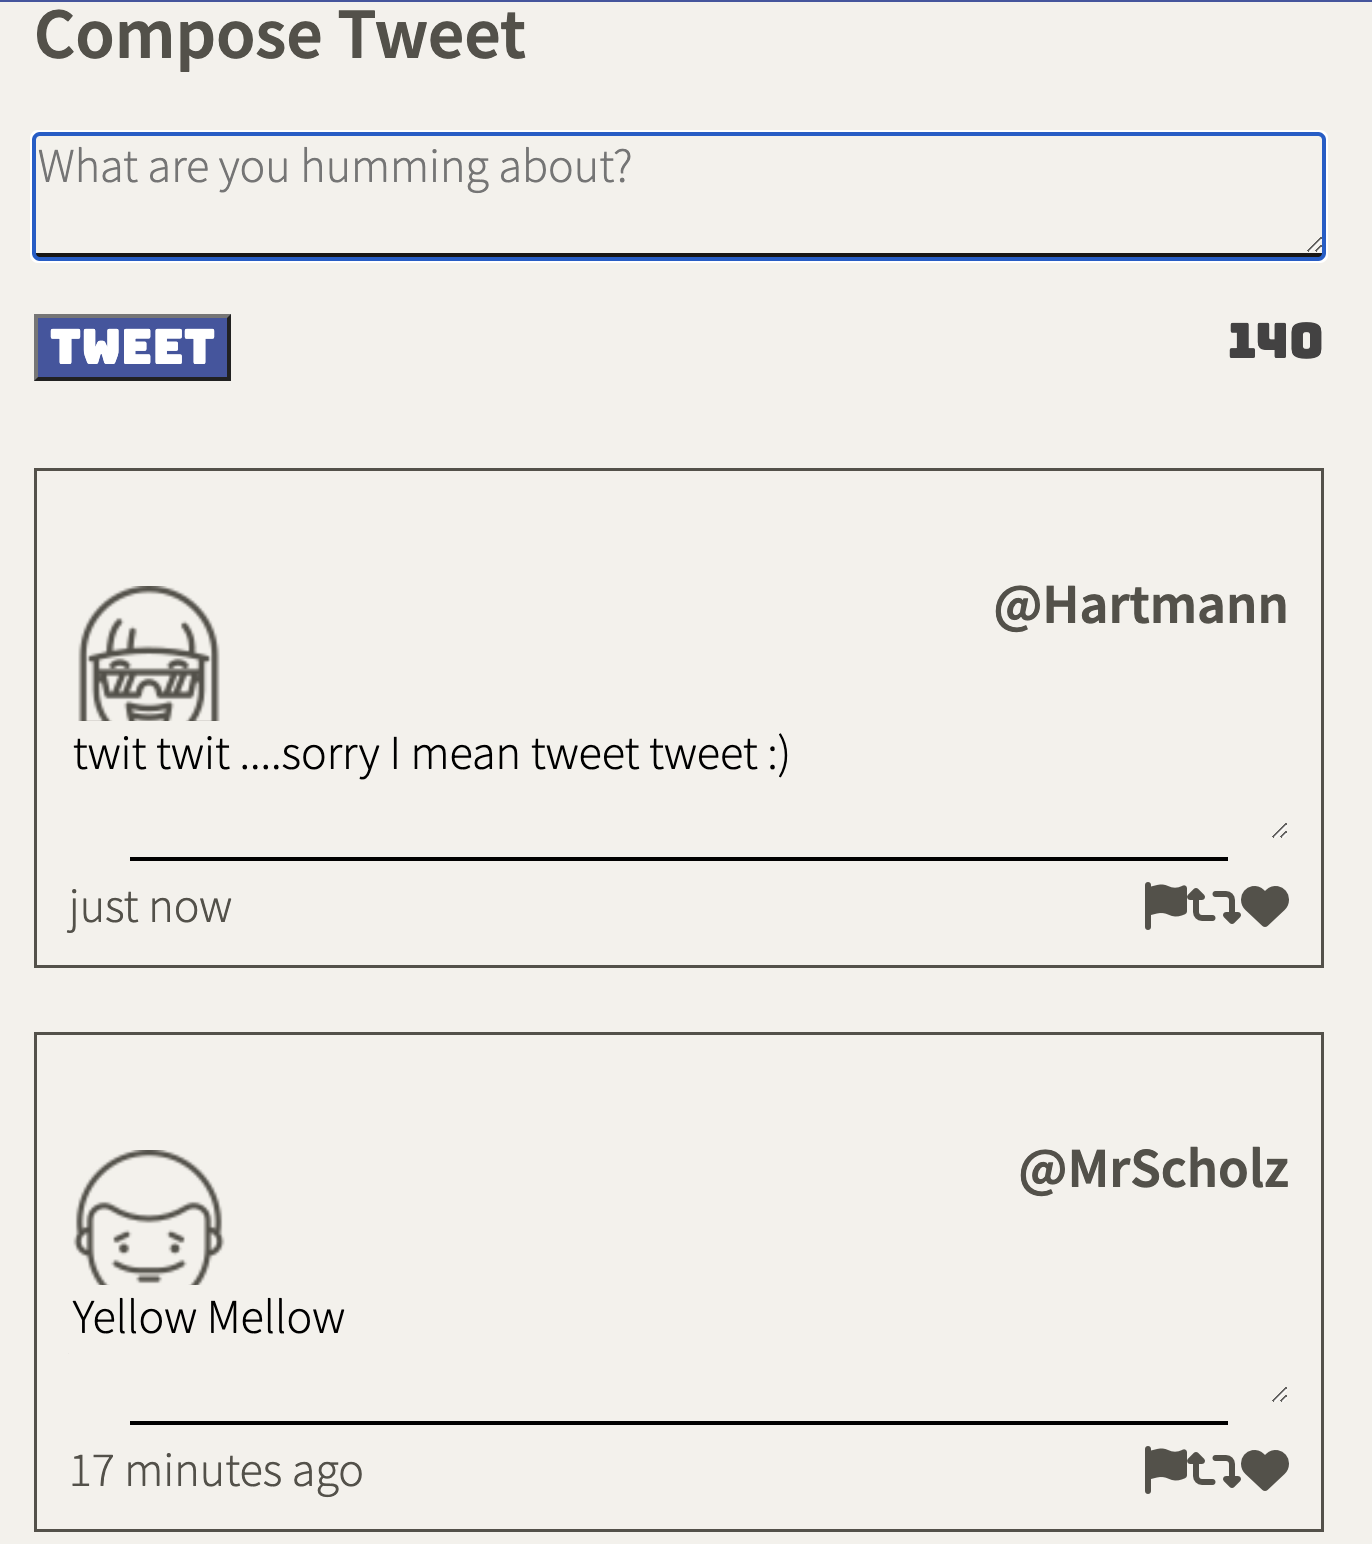 Compose Tweet
What are you humming about?
TWEET
140
@Hartmann
twit twit ....sorry I mean tweet tweet :)
just now
@MrScholz
Yellow Mellow
17 minutes ago